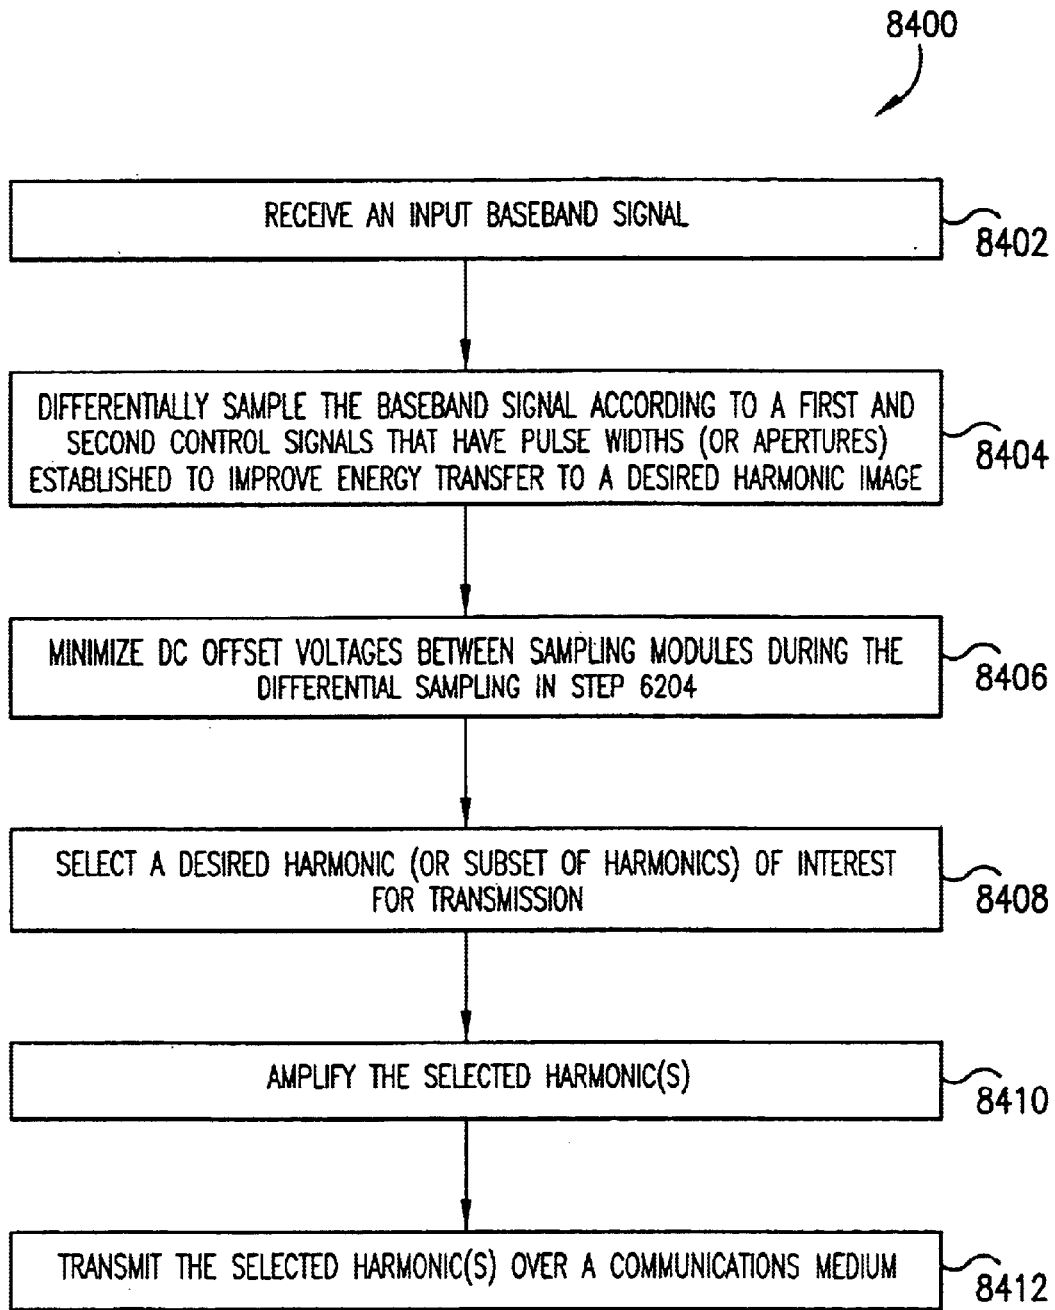 8400
RECEIVE AN INPUT BASEBAND SIGNAL
8402
DIFFERENTIALLY SAMPLE THE BASEBAND SIGNAL ACCORDING TO A FIRST AND
SECOND CONTROL SIGNALS THAT HAVE PULSE WIDTHS (OR APERTURES)
ESTABLISHED TO IMPROVE ENERGY TRANSFER TO A DESIRED HARMONIC IMAGE
8404
MINIMIZE DC OFFSET VOLTAGES BETWEEN SAMPLING MODULES DURING THE
DIFFERENTIAL SAMPLING IN STEP 6204
8406
SELECT A DESIRED HARMONIC (OR SUBSET OF HARMONICS) OF INTEREST
FOR TRANSMISSION
8408
AMPLIFY THE SELECTED HARMONIC(S)
8410
TRANSMIT THE SELECTED HARMONIC(S) OVER A COMMUNICATIONS MEDIUM
8412